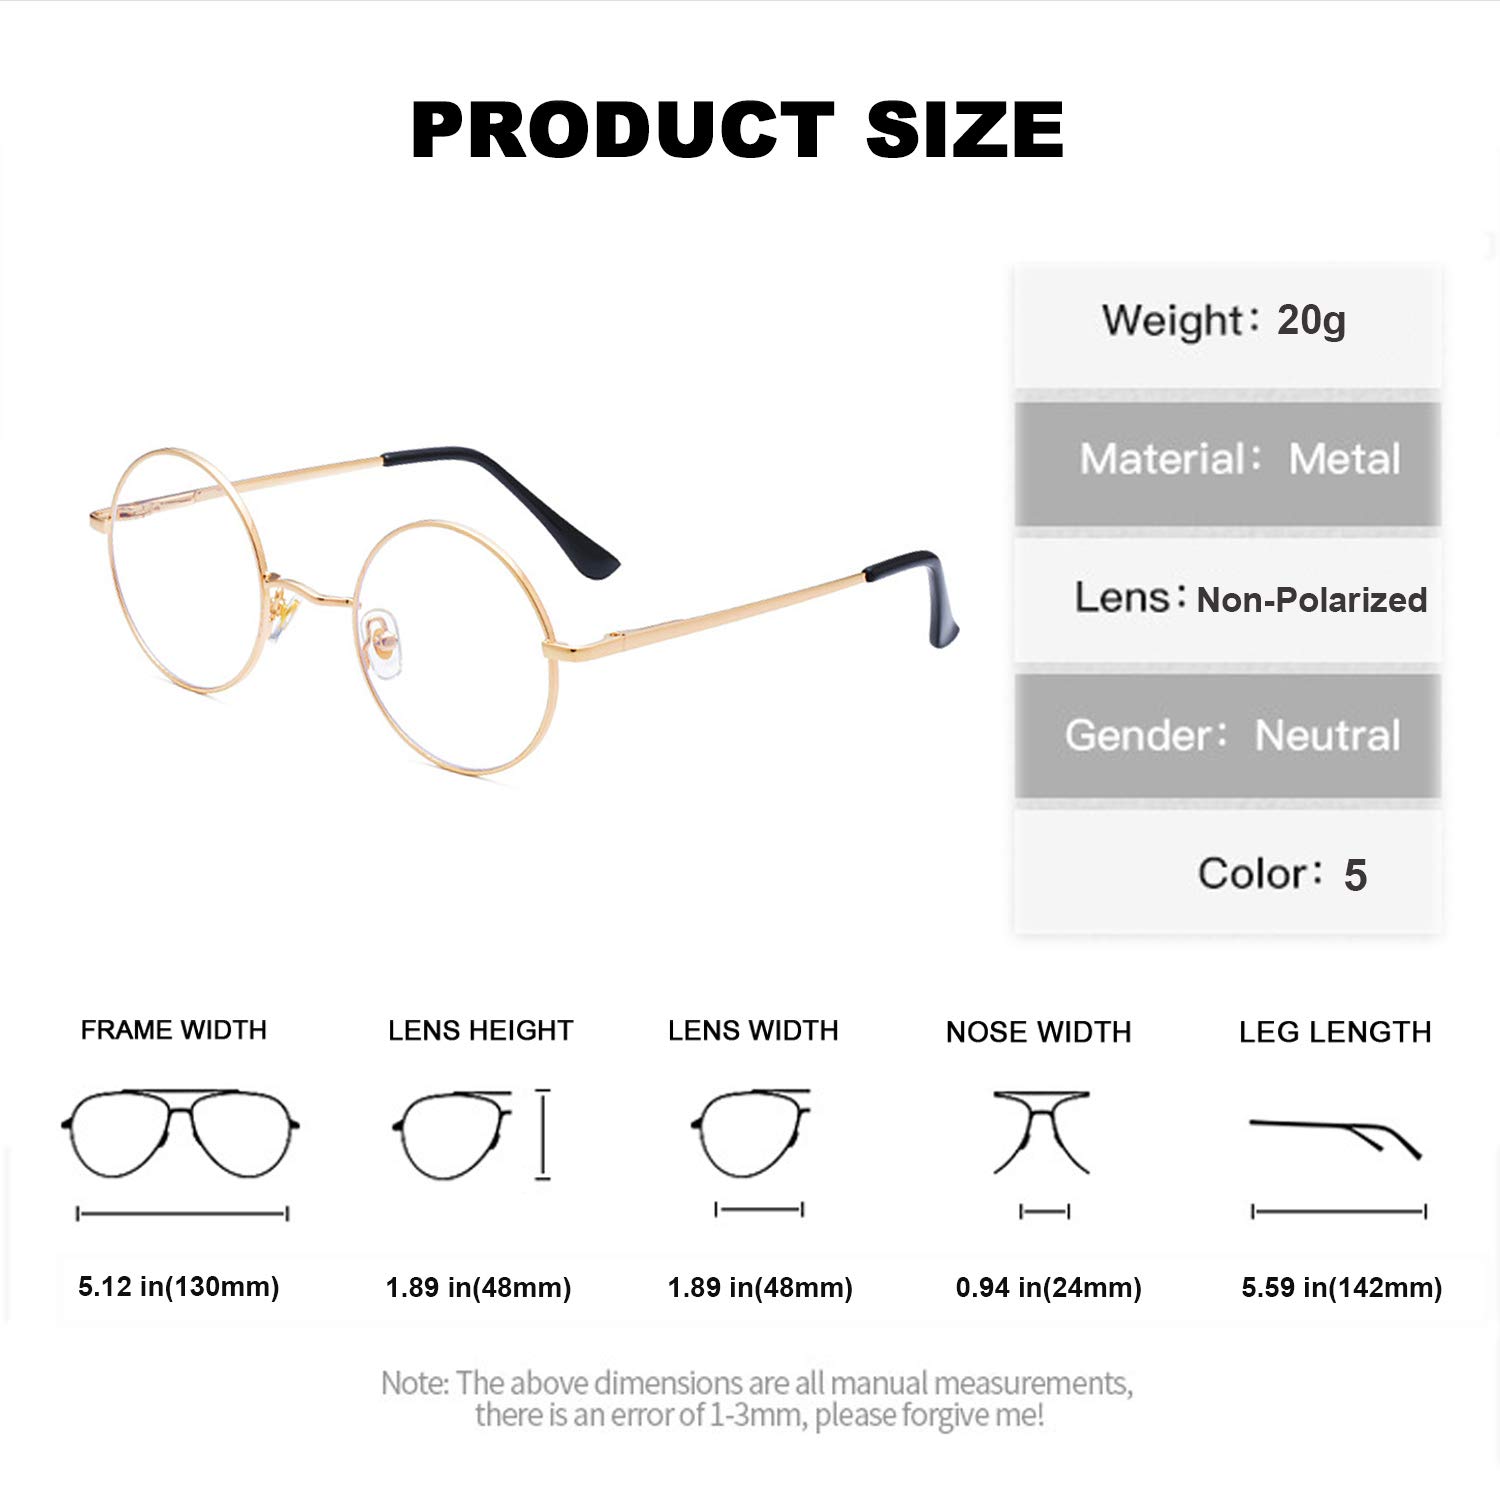 PRODUCT SIZE
Weight: 20g
Material: Metal
Lens: Non-Polarized
Gender: Neutral
Color: 5
FRAME WIDTH LENS HEIGHT LENS WIDTH NOSE WIDTH LEG LENGTH
5.12 in(130mm) 1.89 in(48mm) 1.89 in(48mm) 0.94 in(24mm) 5.59 in(142mm)
Note: The above dimensions are all manual measurements,
there is an error of 1-3mm, please forgive me!